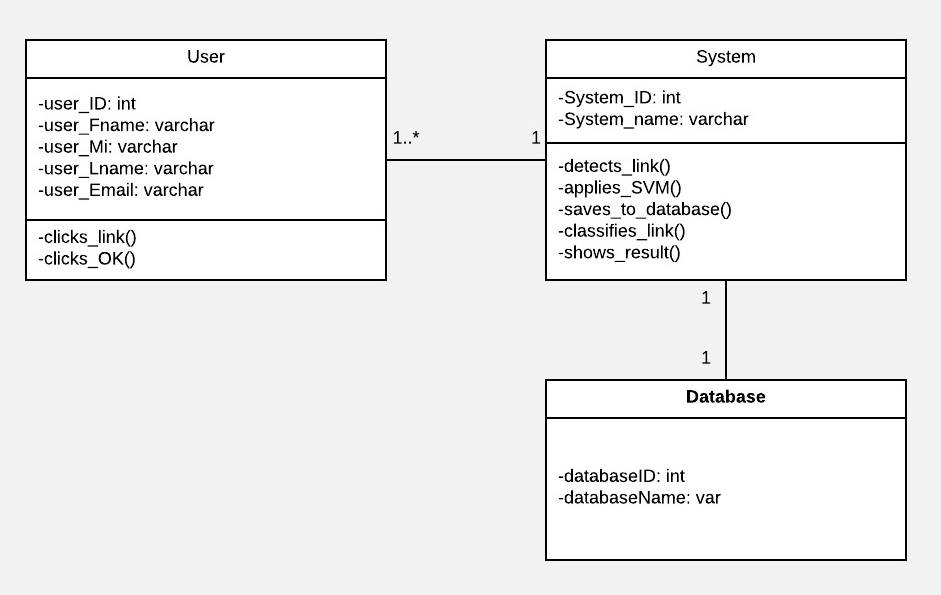 User
-user_ID: int
-user_Fname: varchar
-user_Mi: varchar
-user_Lname: varchar
-user_Email: varchar
-clicks_link()
-clicks_OK()
1..*
1
System
-System_ID: int
-System_name: varchar
-detects_link()
-applies_SVM()
-saves_to_database()
-classifies_link()
-shows_result()
1
1
Database
-databaseID: int
-databaseName: var